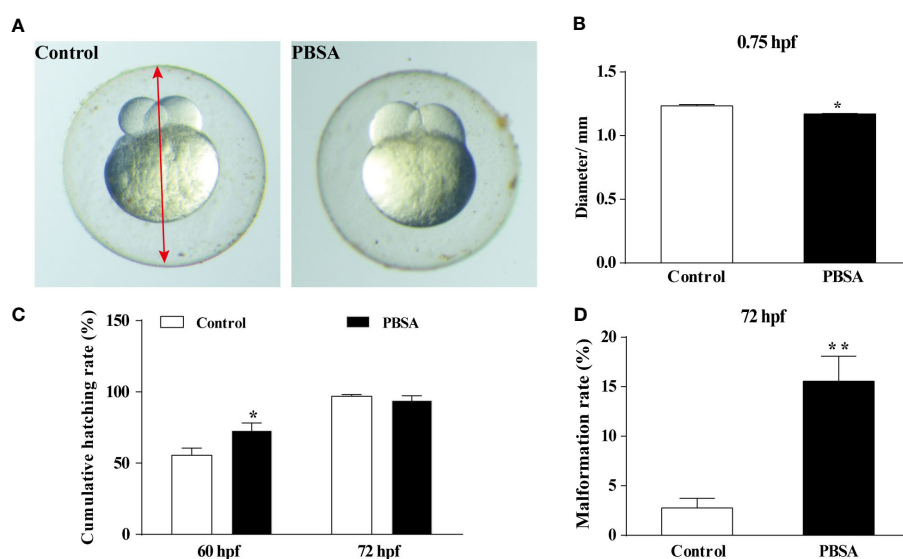 A
Control
PBSA
B
0.75 hpf
Diameter/ mm
1.5
1.0
0.5
0.0
*
Control
PBSA
C
Cumulative hatching rate (%)
150
100
50
0
Control
PBSA
*
60 hpf
72 hpf
D
72 hpf
Malformation rate (%)
20
15
10
5
0
**
Control
PBSA